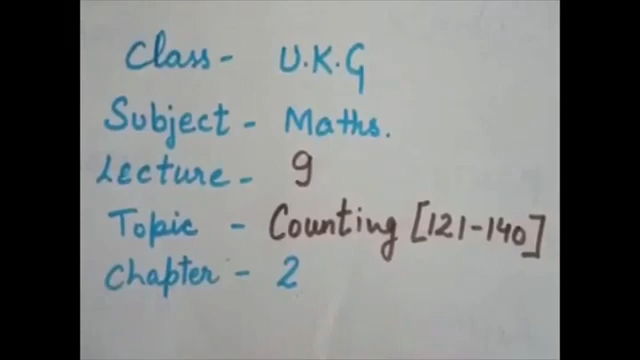 Class - U.K.G
Subject - Maths.
Lecture - 9
Topic - Counting [121-140]
Chapter - 2